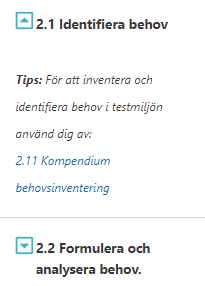 2.1 Identifiera behov
Tips: För att inventera och
identifiera behov i testmiljön
använd dig av:
2.11 Kompendium
behovsinventering
2.2 Formulera och
analysera behov.